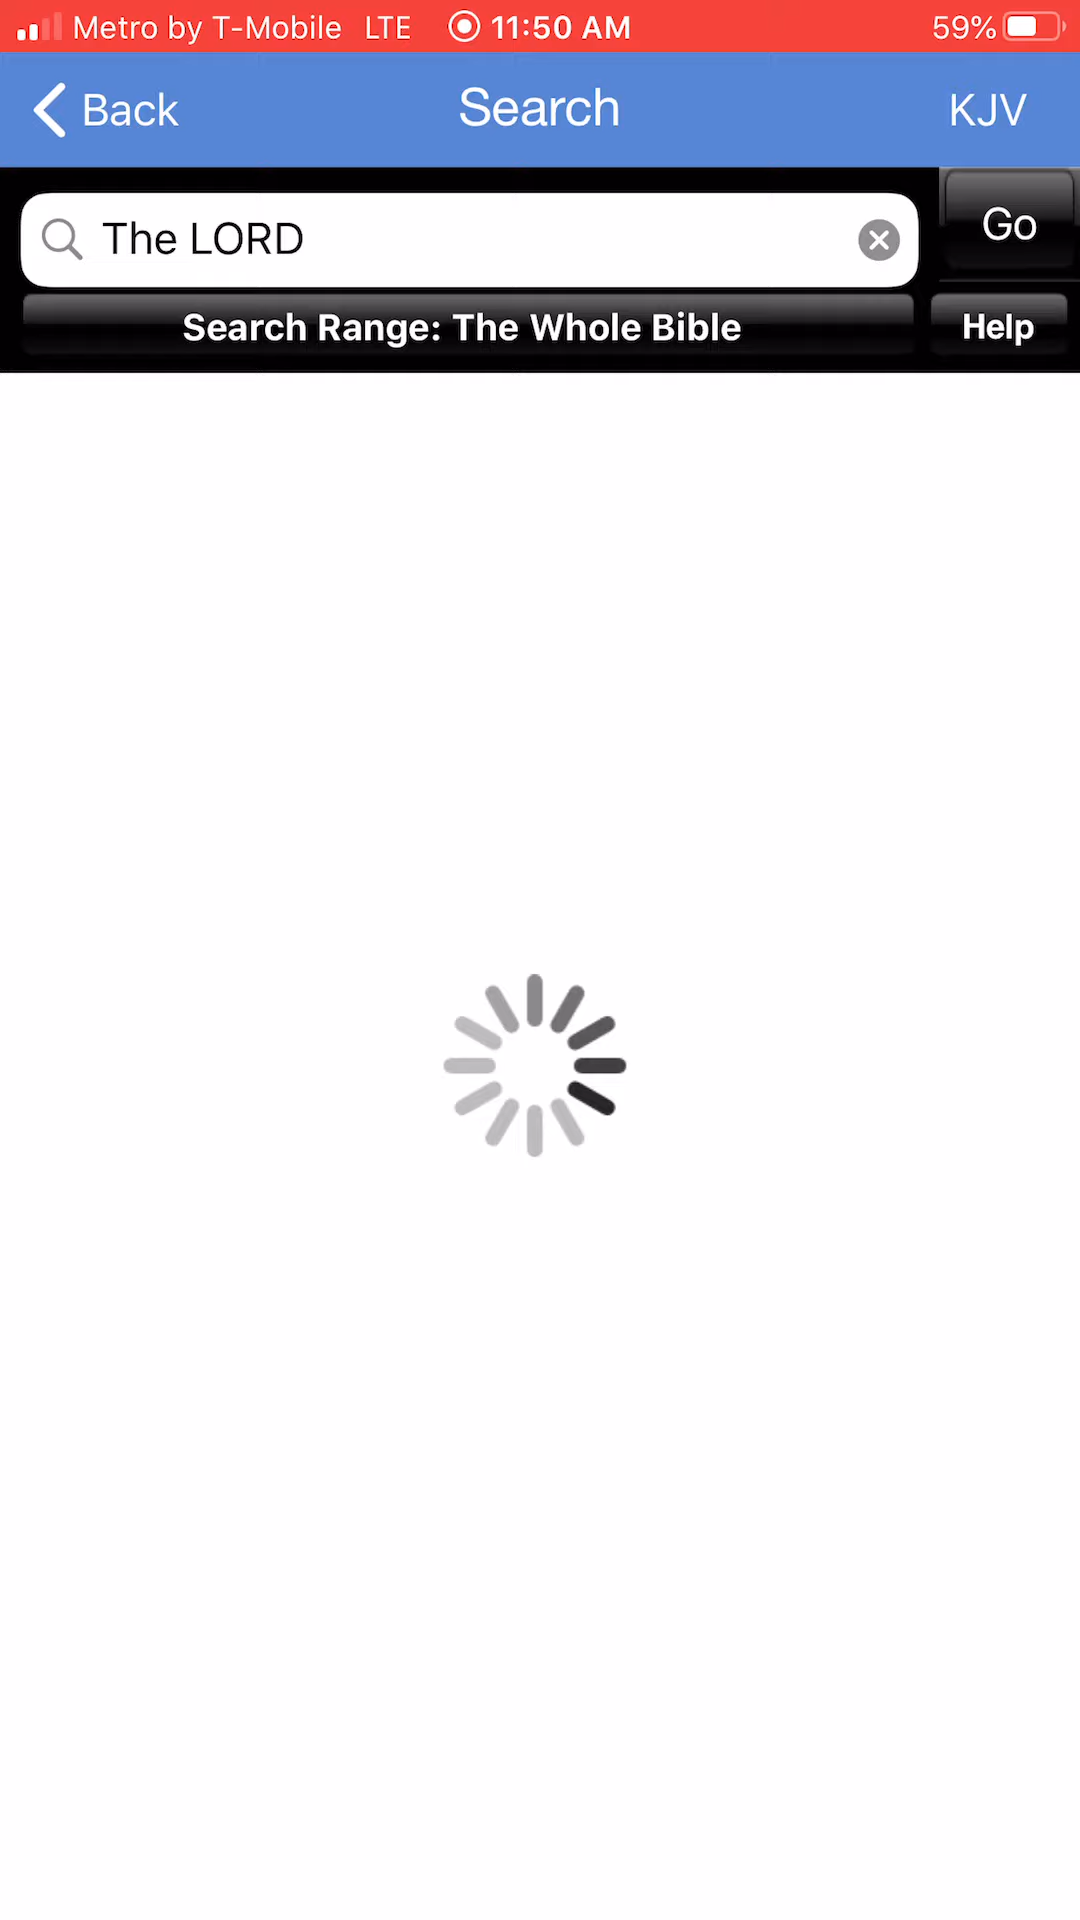 Metro by T-Mobile LTE 11:50 AM 59%
Back Search KJV
The LORD Go
Search Range: The Whole Bible Help